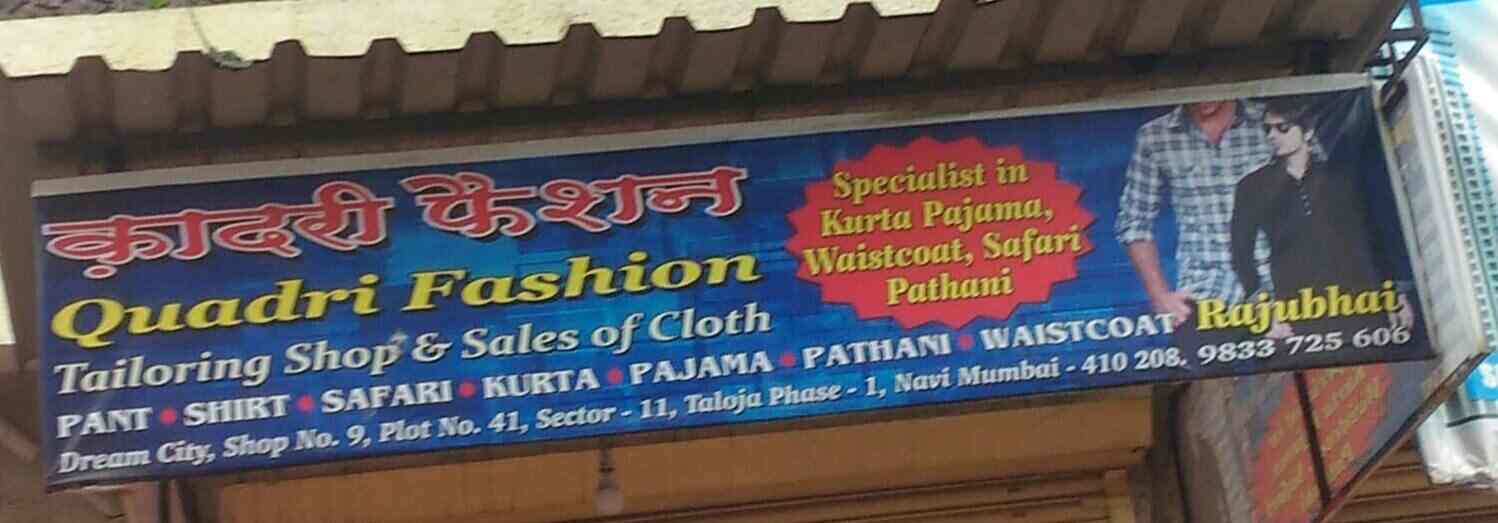 क़ादरी फैशन
Quadri Fashion
Tailoring Shop & Sales of Cloth
Specialist in
Kurta Pajama,
Waistcoat, Safari
Pathani
PANT • SHIRT • SAFARI • KURTA • PAJAMA • PATHANI • WAISTCOAT
Rajubhai
Dream City, Shop No. 9, Plot No. 41, Sector - 11, Taloja Phase - 1, Navi Mumbai - 410 208. 9833 725 606